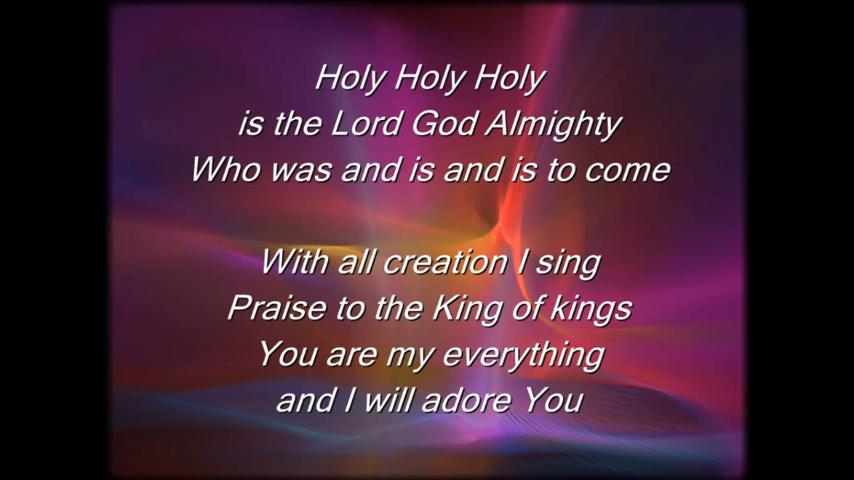 Holy Holy Holy
is the Lord God Almighty
Who was and is and is to come
With all creation I sing
Praise to the King of kings
You are my everything
and I will adore You